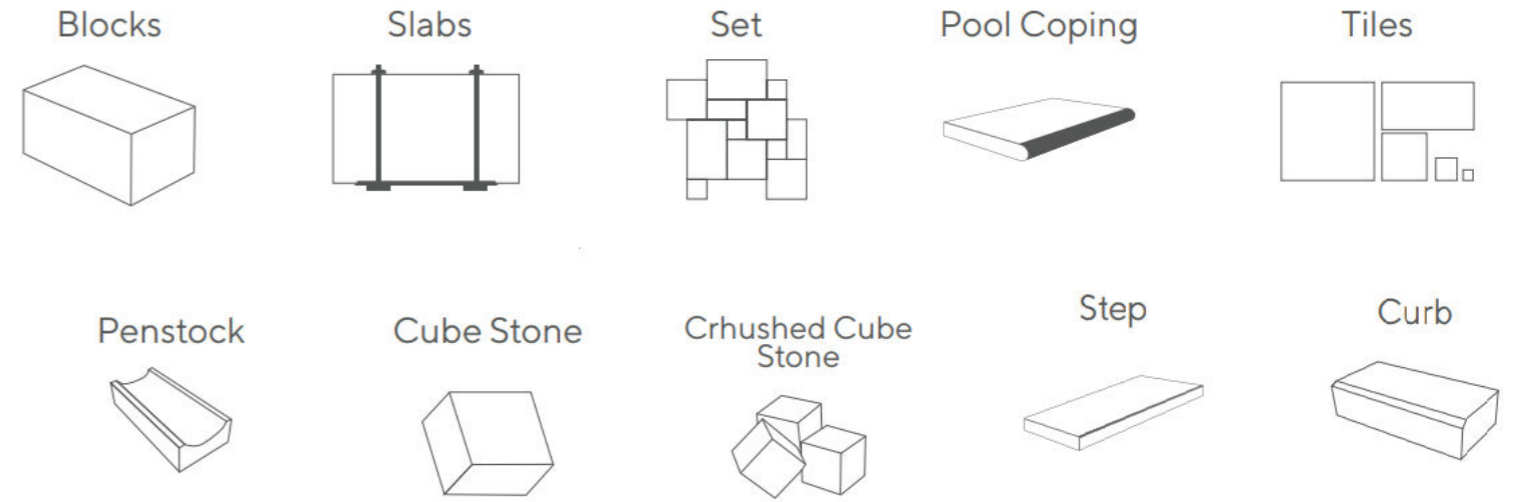 Blocks
Slabs
Set
Pool Coping
Tiles
Penstock
Cube Stone
Crhushed Cube
Stone
Step
Curb